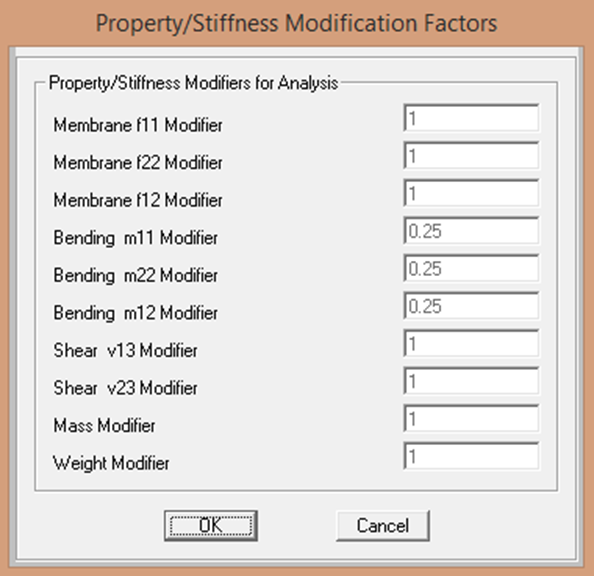 Property/Stiffness Modification Factors
Property/Stiffness Modifiers for Analysis
Membrane f11 Modifier 1
Membrane f22 Modifier 1
Membrane f12 Modifier 1
Bending m11 Modifier 0.25
Bending m22 Modifier 0.25
Bending m12 Modifier 0.25
Shear v13 Modifier 1
Shear v23 Modifier 1
Mass Modifier 1
Weight Modifier 1
OK Cancel